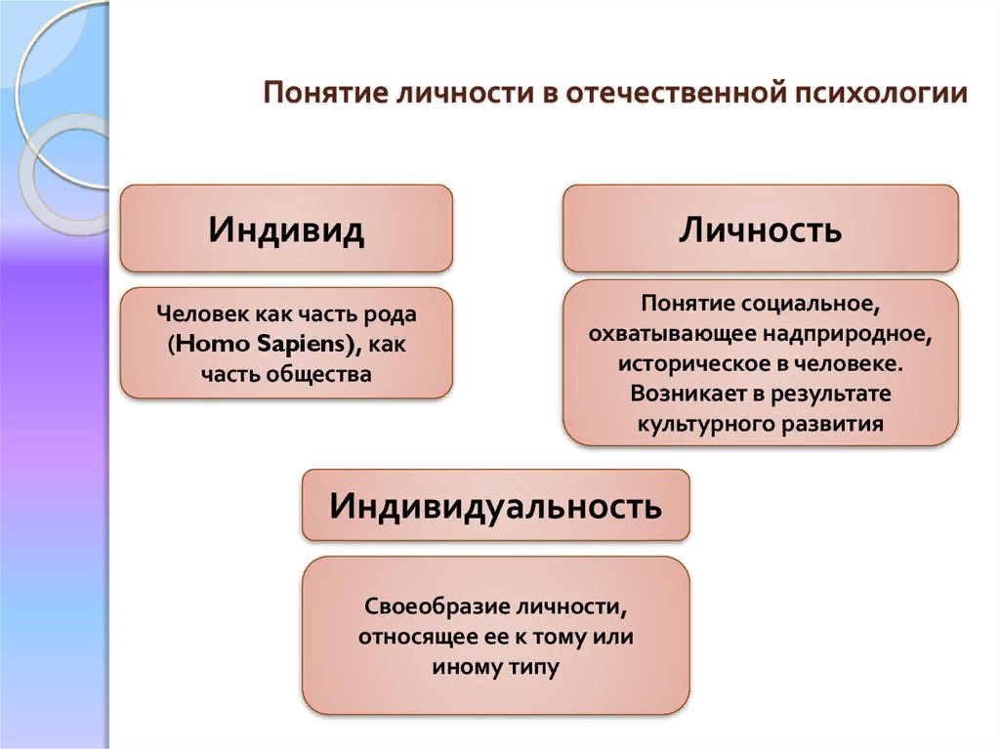 Понятие личности в отечественной психологии
Индивид
Человек как часть рода
(Homo Sapiens), как
часть общества
Личность
Понятие социальное,
охватывающее надприродное,
историческое в человеке.
Возникает в результате
культурного развития
Индивидуальность
Своеобразие личности,
относящее ее к тому или
иному типу